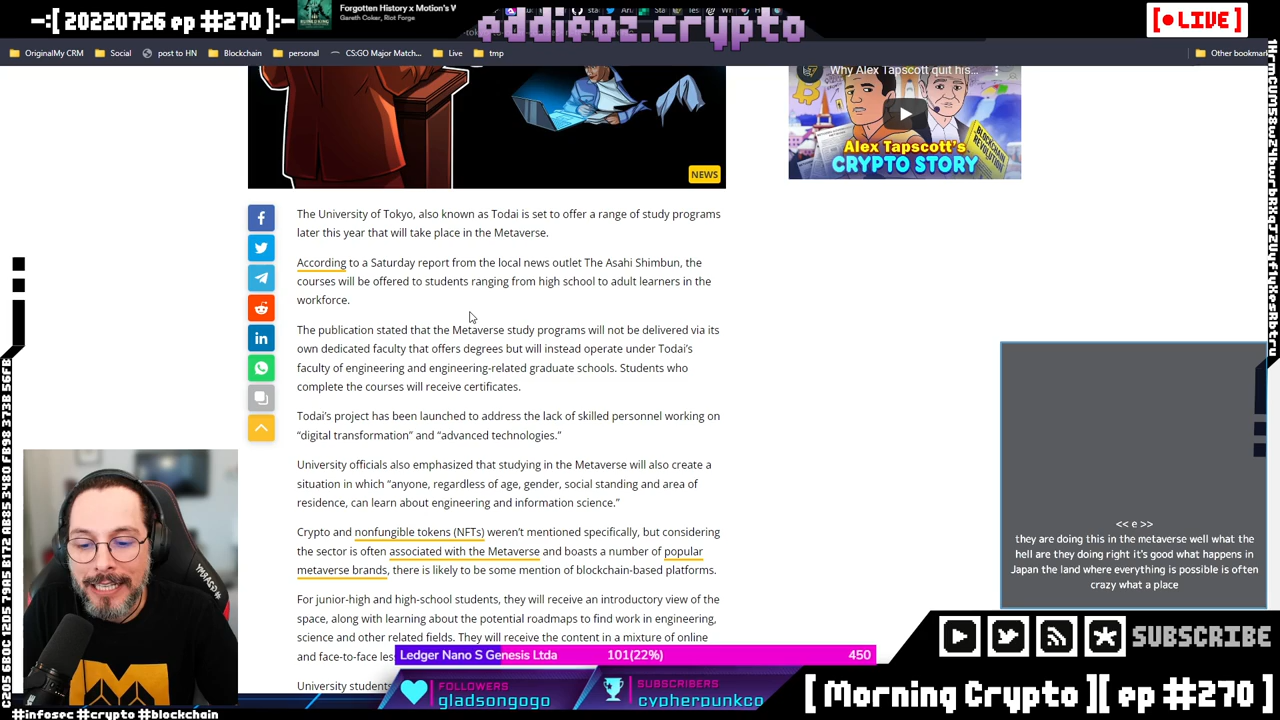 -:[ 20220726 ep #270 ]:-
Forgotten History x Motion's W
Gareth Coker, Riot Forge
eddieoz.crypto
[ ● LIVE ]
OriginalMy CRM
Social
post to HN
Blockchain
personal
CS:GO Major Match...
Live
tmp
Other bookmar
NEWS
Why Alex Tapscott quit his...
BLOCKCHAIN
REVOLUTION
Alex Tapscott's
CRYPTO STORY
The University of Tokyo, also known as Todai is set to offer a range of study programs
later this year that will take place in the Metaverse.
According to a Saturday report from the local news outlet The Asahi Shimbun, the
courses will be offered to students ranging from high school to adult learners in the
workforce.
The publication stated that the Metaverse study programs will not be delivered via its
own dedicated faculty that offers degrees but will instead operate under Todai's
faculty of engineering and engineering-related graduate schools. Students who
complete the courses will receive certificates.
Todai's project has been launched to address the lack of skilled personnel working on
“digital transformation” and “advanced technologies.”
University officials also emphasized that studying in the Metaverse will also create a
situation in which “anyone, regardless of age, gender, social standing and area of
residence, can learn about engineering and information science.”
Crypto and nonfungible tokens (NFTs) weren't mentioned specifically, but considering
the sector is often associated with the Metaverse and boasts a number of popular
metaverse brands, there is likely to be some mention of blockchain-based platforms.
For junior-high and high-school students, they will receive an introductory view of the
space, along with learning about the potential roadmaps to find work in engineering,
science and other related fields. They will receive the content in a mixture of online
and face-to-face les
University students
<< e >>
they are doing this in the metaverse well what the
hell are they doing right it's good what happens in
Japan the land where everything is possible is often
crazy what a place
Ledger Nano S Genesis Ltda
101(22%)
450
FOLLOWERS
gladsongogo
SUBSCRIBERS
cypherpunkco
SUBSCRIBE
[ Morning Crypto ][ ep #270 ]
#infosec #crypto #blockchain